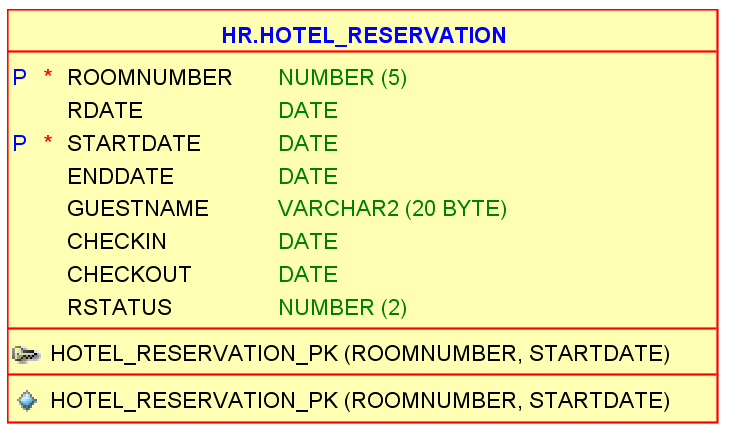 HR.HOTEL_RESERVATION
P * ROOMNUMBER NUMBER (5)
RDATE DATE
P * STARTDATE DATE
ENDDATE DATE
GUESTNAME VARCHAR2 (20 BYTE)
CHECKIN DATE
CHECKOUT DATE
RSTATUS NUMBER (2)
HOTEL_RESERVATION_PK (ROOMNUMBER, STARTDATE)
HOTEL_RESERVATION_PK (ROOMNUMBER, STARTDATE)